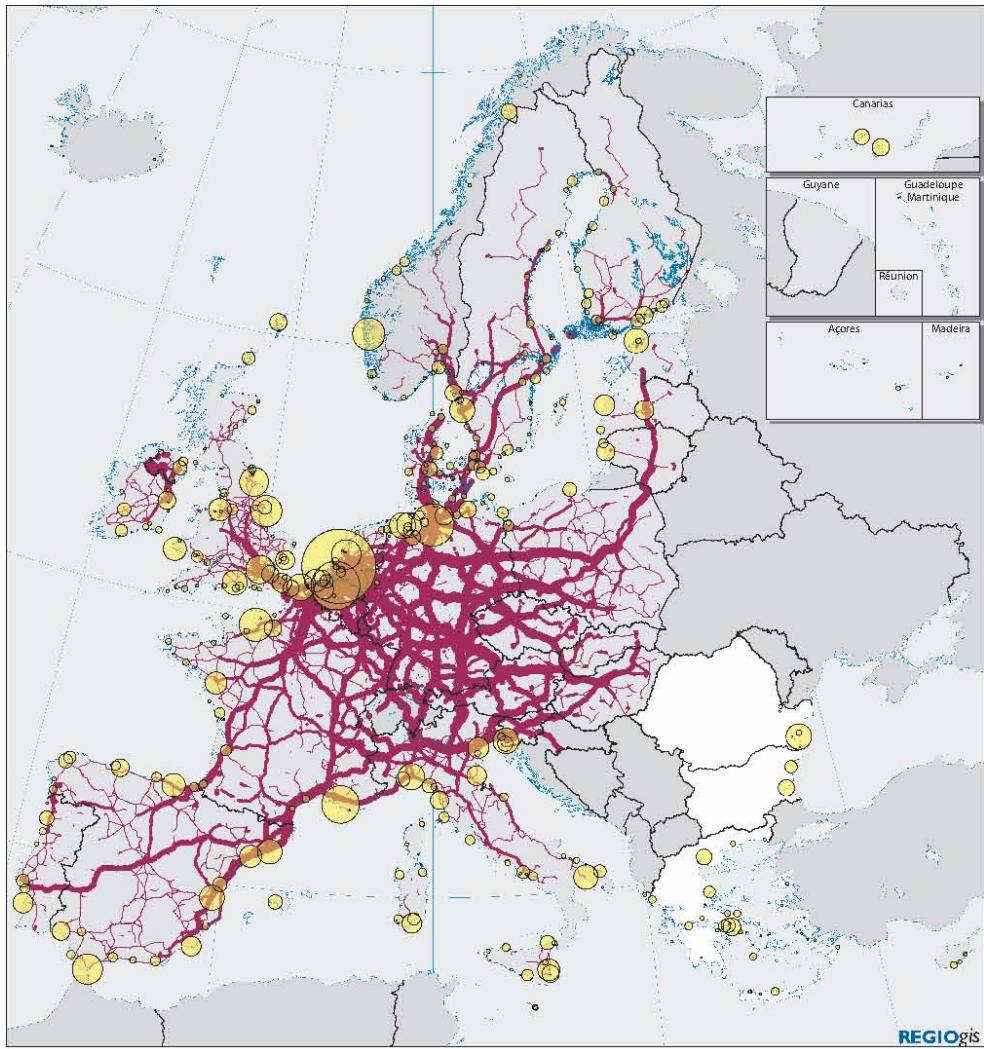 Canarias
Guyane
Guadeloupe
Martinique
Réunion
Açores
Madeira
REGIOgis